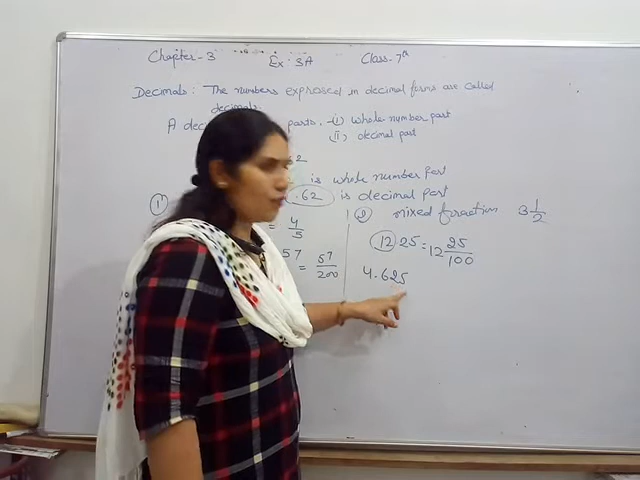 Chapter-3 Ex: 3A Class-7th
Decimals: The numbers expressed in decimal forms are called
decimals.
A parts. (i) Whole number part
(ii) decimal part
2
is whole number Part
.62 is decimal part
(1)
= 4/5
57 = 57/200
(2) mixed fraction 3 1/2
12.25 = 12 25/100
4.625